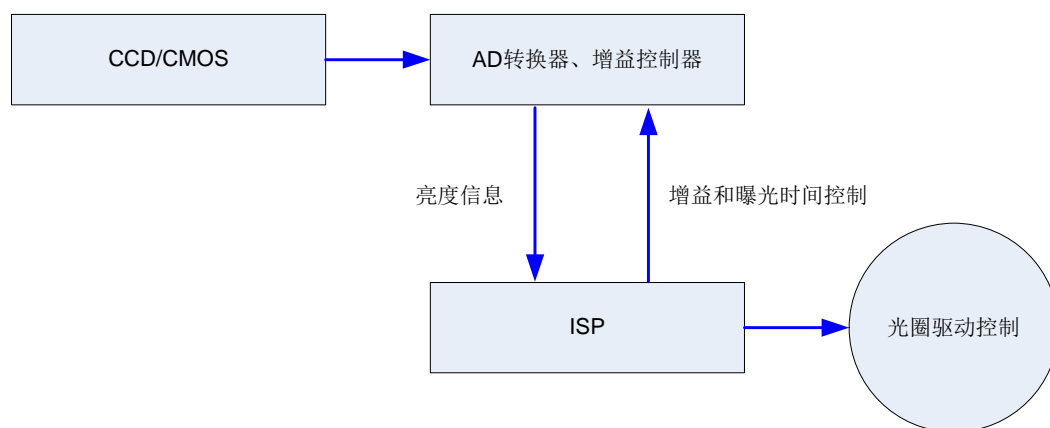 CCD/CMOS
AD转换器、增益控制器
亮度信息
增益和曝光时间控制
ISP
光圈驱动控制